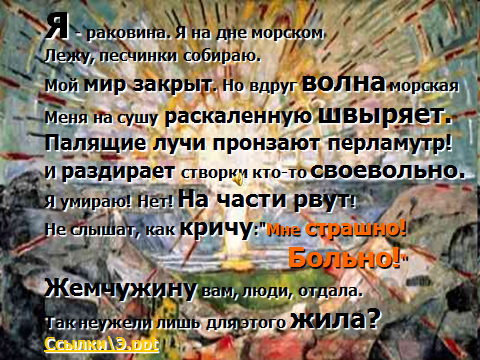 Я - раковина. Я на дне морском
Лежу, песчинки собираю.
Мой мир закрыт. Но вдруг волна морская
Меня на сушу раскаленную швыряет.
Палящие лучи пронзают перламутр!
И раздирает створки кто-то своевольно.
Я умираю! Нет! На части рвут!
Не слышат, как кричу:"Мне страшно!
Больно!"
Жемчужину вам, люди, отдала.
Так неужели лишь для этого жила?
Ссылки\Э.ppt